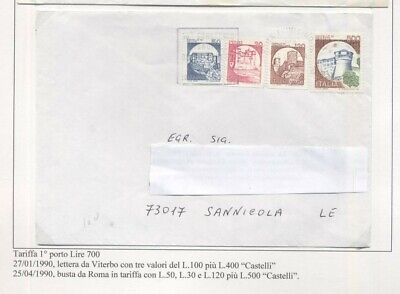 EGR. SIG.
73017 SANNICOLA LE
Tariffa 1° porto Lire 700
27/01/1990, lettera da Viterbo con tre valori del L.100 più L.400 “Castelli”
25/04/1990, busta da Roma in tariffa con L.50, L.30 e L.120 più L.500 “Castelli”.